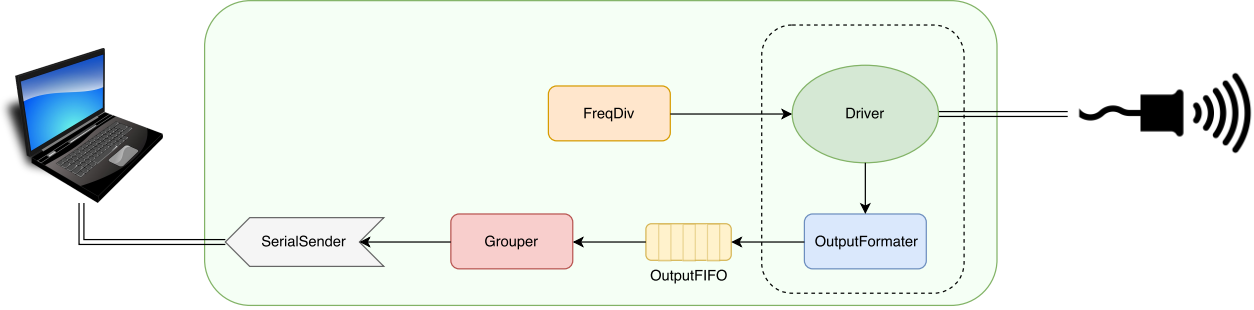 FreqDiv
Driver
SerialSender
Grouper
OutputFIFO
OutputFormater